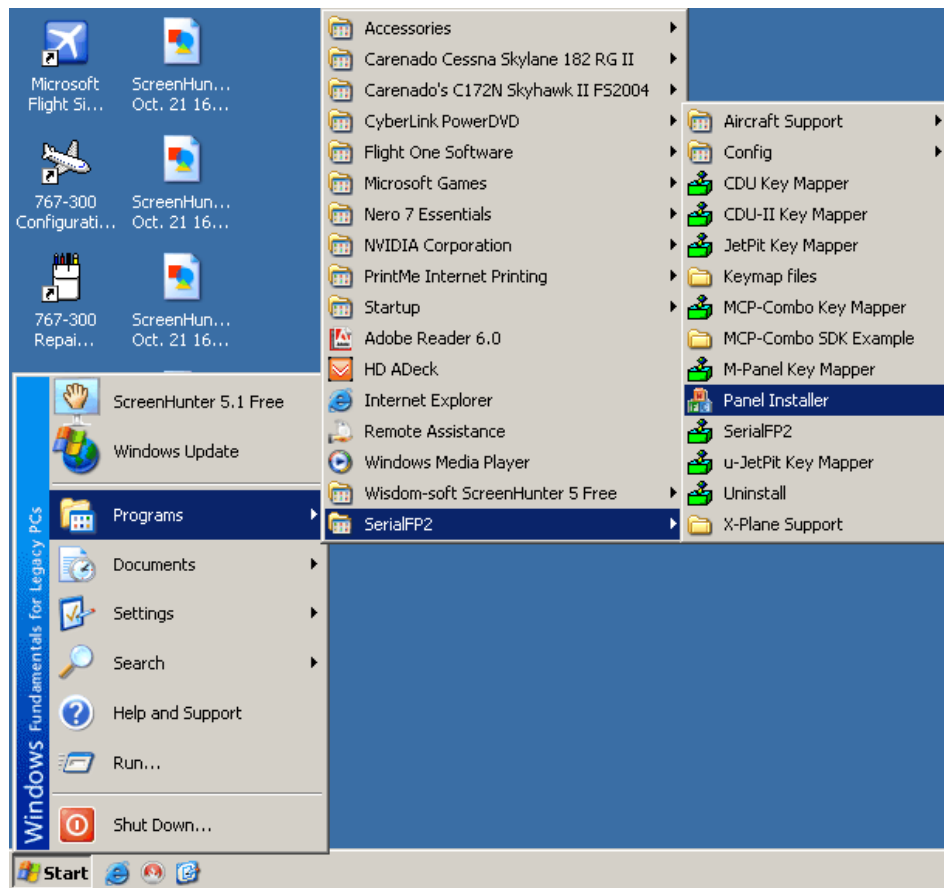 Microsoft
Flight Si...
ScreenHun...
Oct. 21 16...
767-300
Configurati...
ScreenHun...
Oct. 21 16...
767-300
Repai...
ScreenHun...
Oct. 21 16...
ScreenHunter 5.1 Free
Windows Update
Programs
Documents
Settings
Search
Help and Support
Run...
Shut Down...
Windows Fundamentals for Legacy PCs
Start
Accessories
Carenado Cessna Skylane 182 RG II
Carenado's C172N Skyhawk II FS2004
CyberLink PowerDVD
Flight One Software
Microsoft Games
Nero 7 Essentials
NVIDIA Corporation
PrintMe Internet Printing
Startup
Adobe Reader 6.0
HD ADeck
Internet Explorer
Remote Assistance
Windows Media Player
Wisdom-soft ScreenHunter 5 Free
SerialFP2
Aircraft Support
Config
CDU Key Mapper
CDU-II Key Mapper
JetPit Key Mapper
Keymap files
MCP-Combo Key Mapper
MCP-Combo SDK Example
M-Panel Key Mapper
Panel Installer
SerialFP2
u-JetPit Key Mapper
Uninstall
X-Plane Support